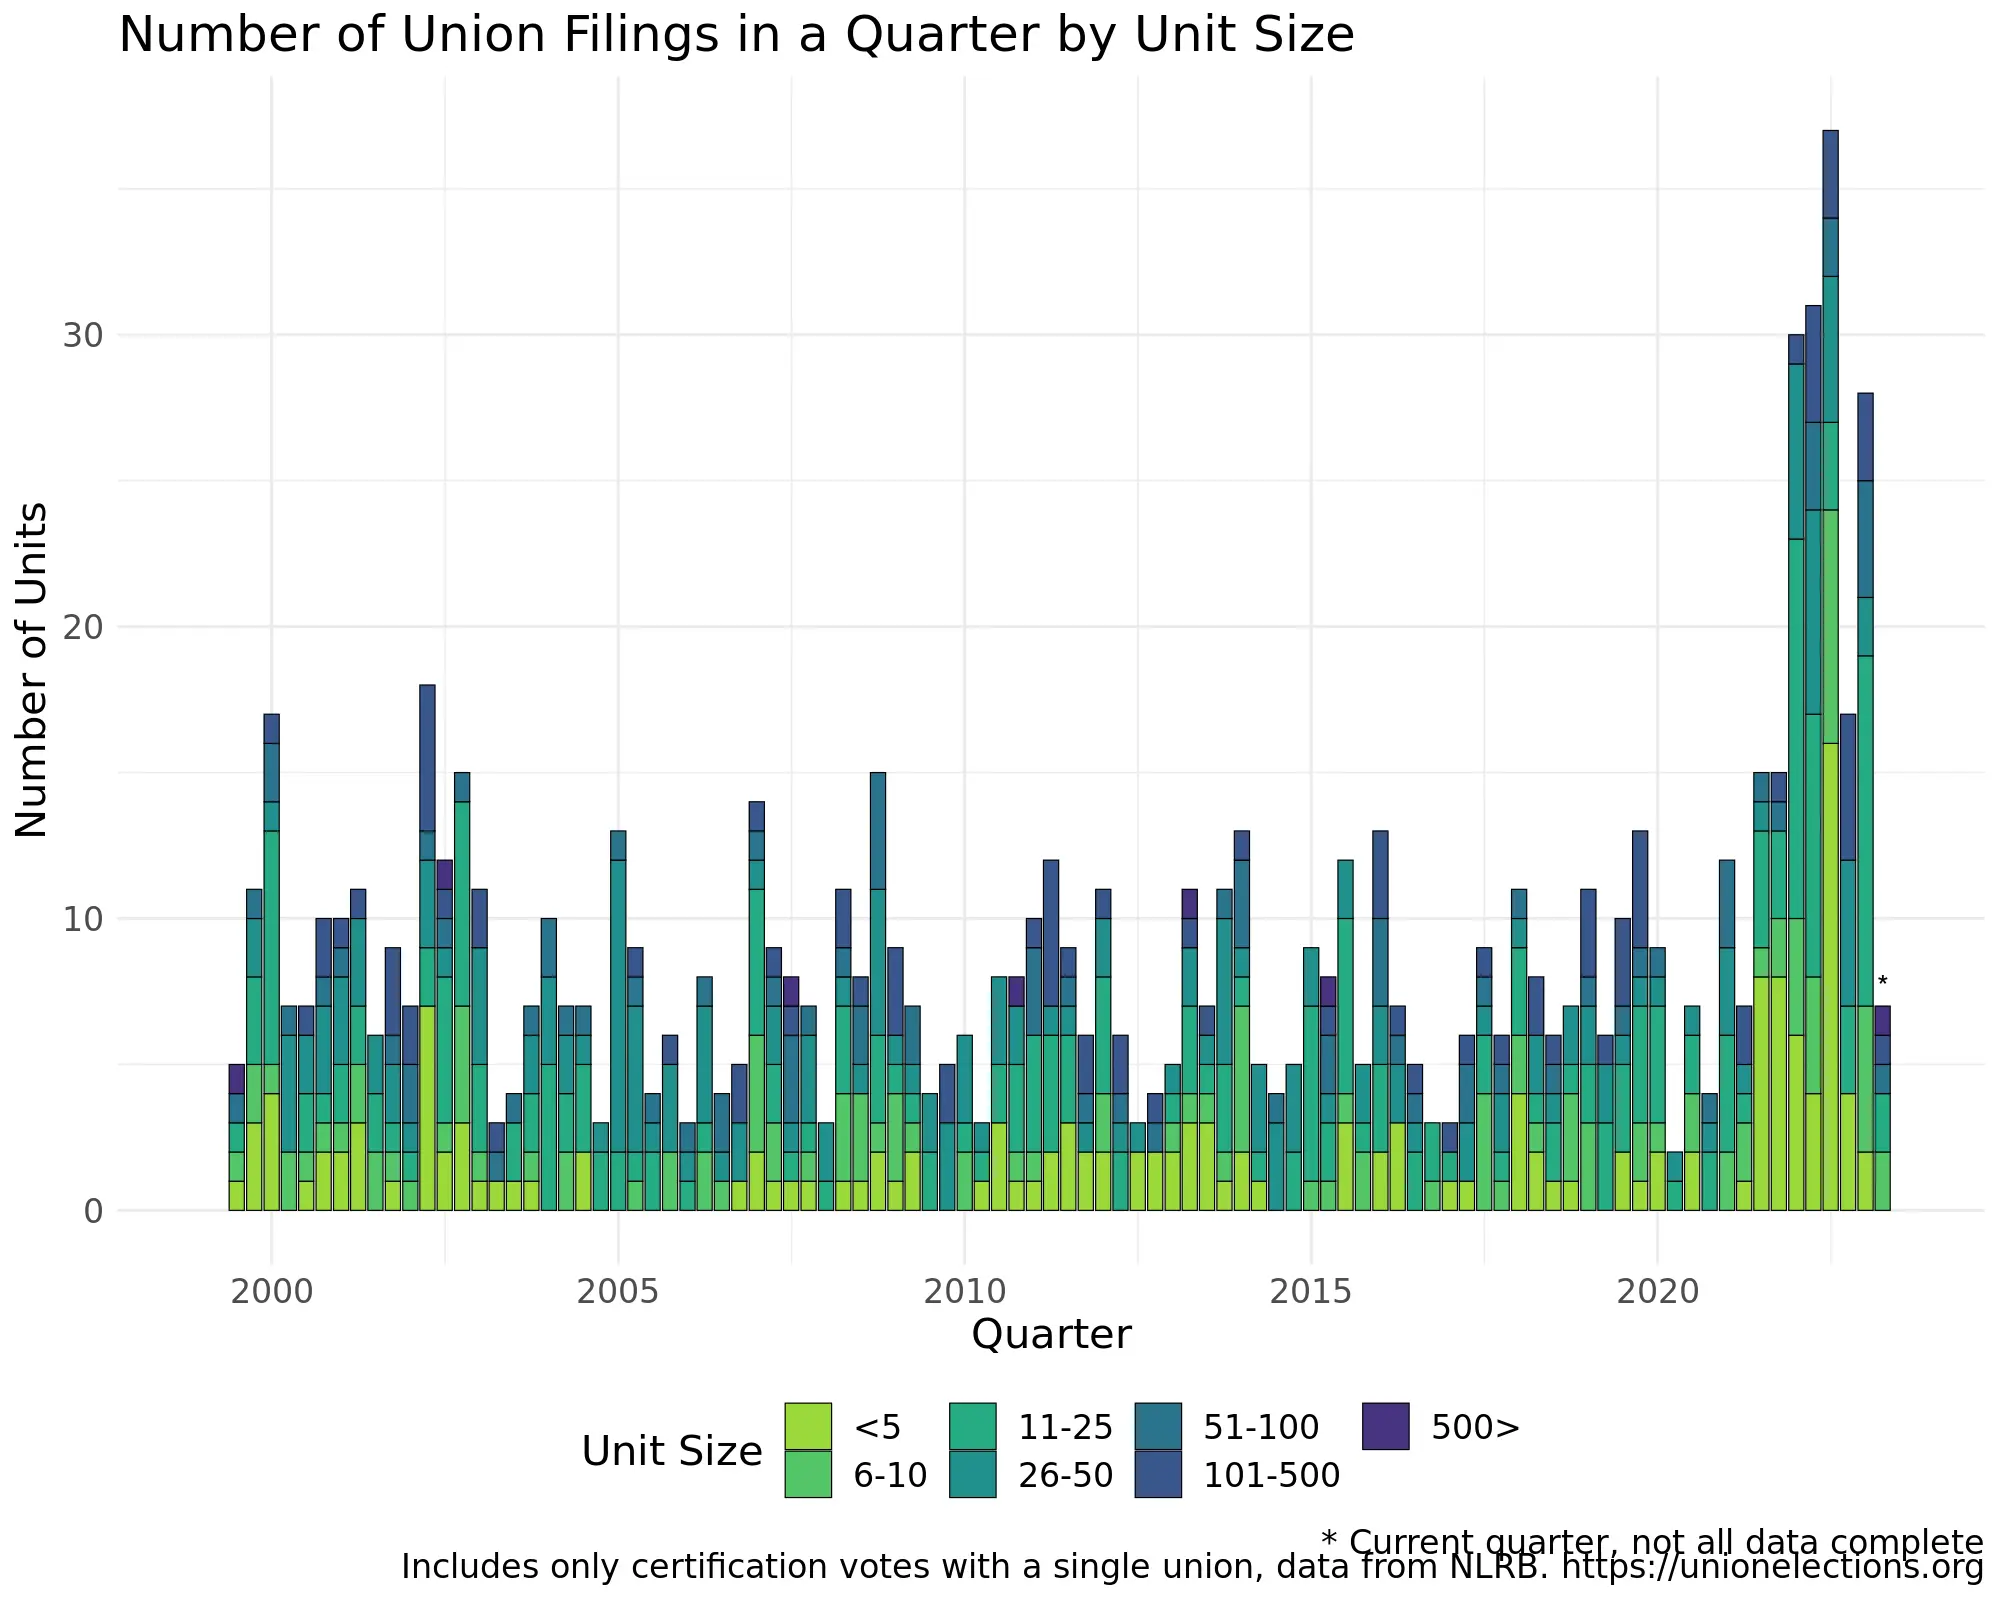 Number of Union Filings in a Quarter by Unit Size
Number of Units
30
20
10
0
*
2000 2005 2010 2015 2020
Quarter
Unit Size
<5 11-25 51-100 500>
6-10 26-50 101-500
* Current quarter, not all data complete
Includes only certification votes with a single union, data from NLRB. https://unionelections.org